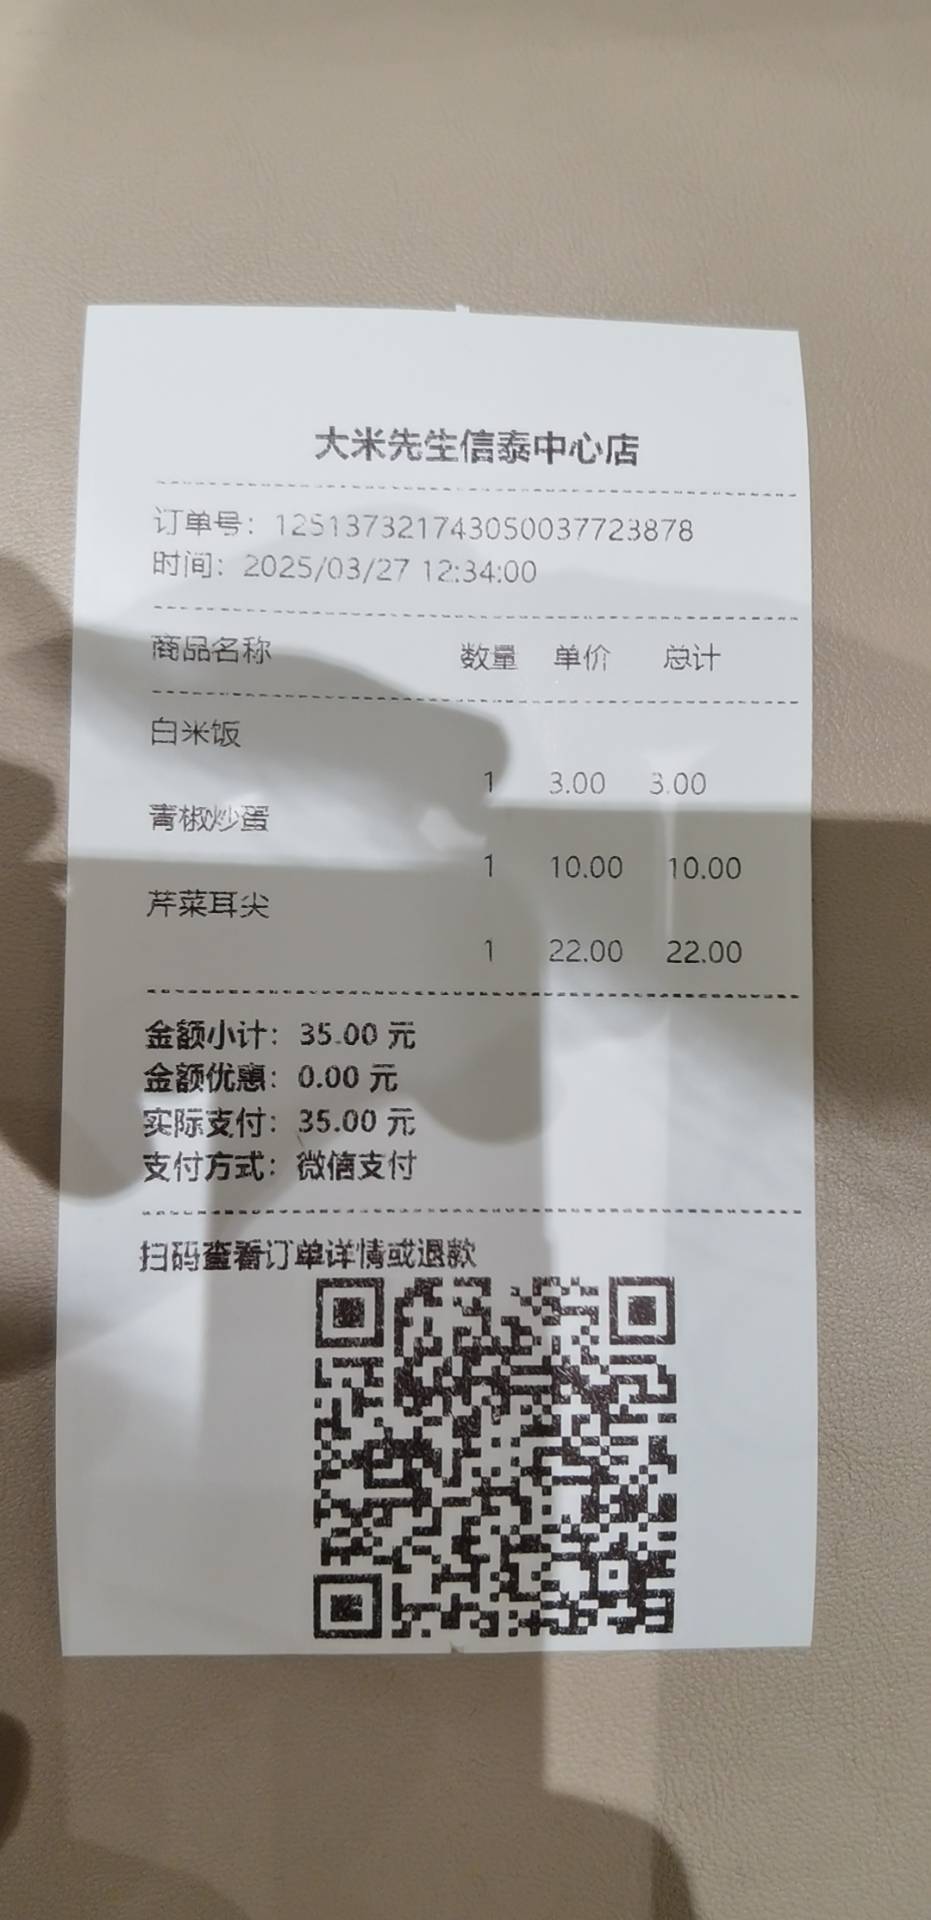 大米先生信泰中心店
订单号：1251373217430500377​23878
时间：2025/03/27 12:34:00
商品名称 数量 单价 总计
白米饭
1 3.00 3.00
青椒炒蛋
1 10.00 10.00
芹菜耳尖
1 22.00 22.00
金额小计：35.00 元
金额优惠：0.00 元
实际支付：35.00 元
支付方式：微信支付
扫码查看订单详情或退款